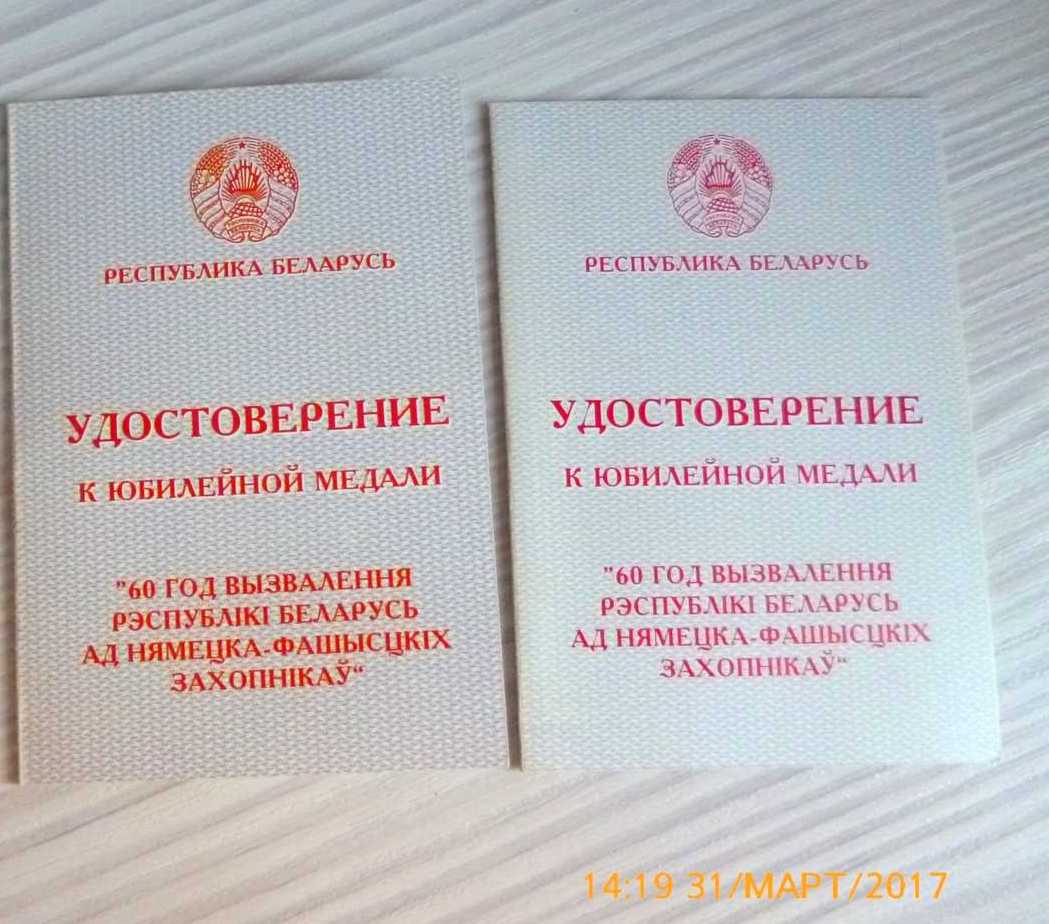 РЕСПУБЛИКА БЕЛАРУСЬ
УДОСТОВЕРЕНИЕ
К ЮБИЛЕЙНОЙ МЕДАЛИ
"60 ГОД ВЫЗВАЛЕННЯ
РЭСПУБЛІКІ БЕЛАРУСЬ
АД НЯМЕЦКА-ФАШЫСЦКІХ
ЗАХОПНІКАЎ“
РЕСПУБЛИКА БЕЛАРУСЬ
УДОСТОВЕРЕНИЕ
К ЮБИЛЕЙНОЙ МЕДАЛИ
"60 ГОД ВЫЗВАЛЕННЯ
РЭСПУБЛІКІ БЕЛАРУСЬ
АД НЯМЕЦКА-ФАШЫСЦКІХ
ЗАХОПНІКАЎ“
14:19 31/МАРТ/2017